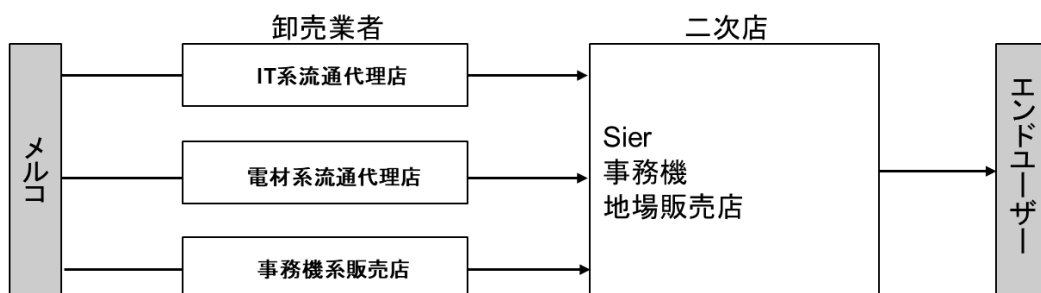 卸売業者
二次店
メルコ
IT系流通代理店
電材系流通代理店
事務機系販売店
Sier
事務機
地場販売店
エンドユーザー